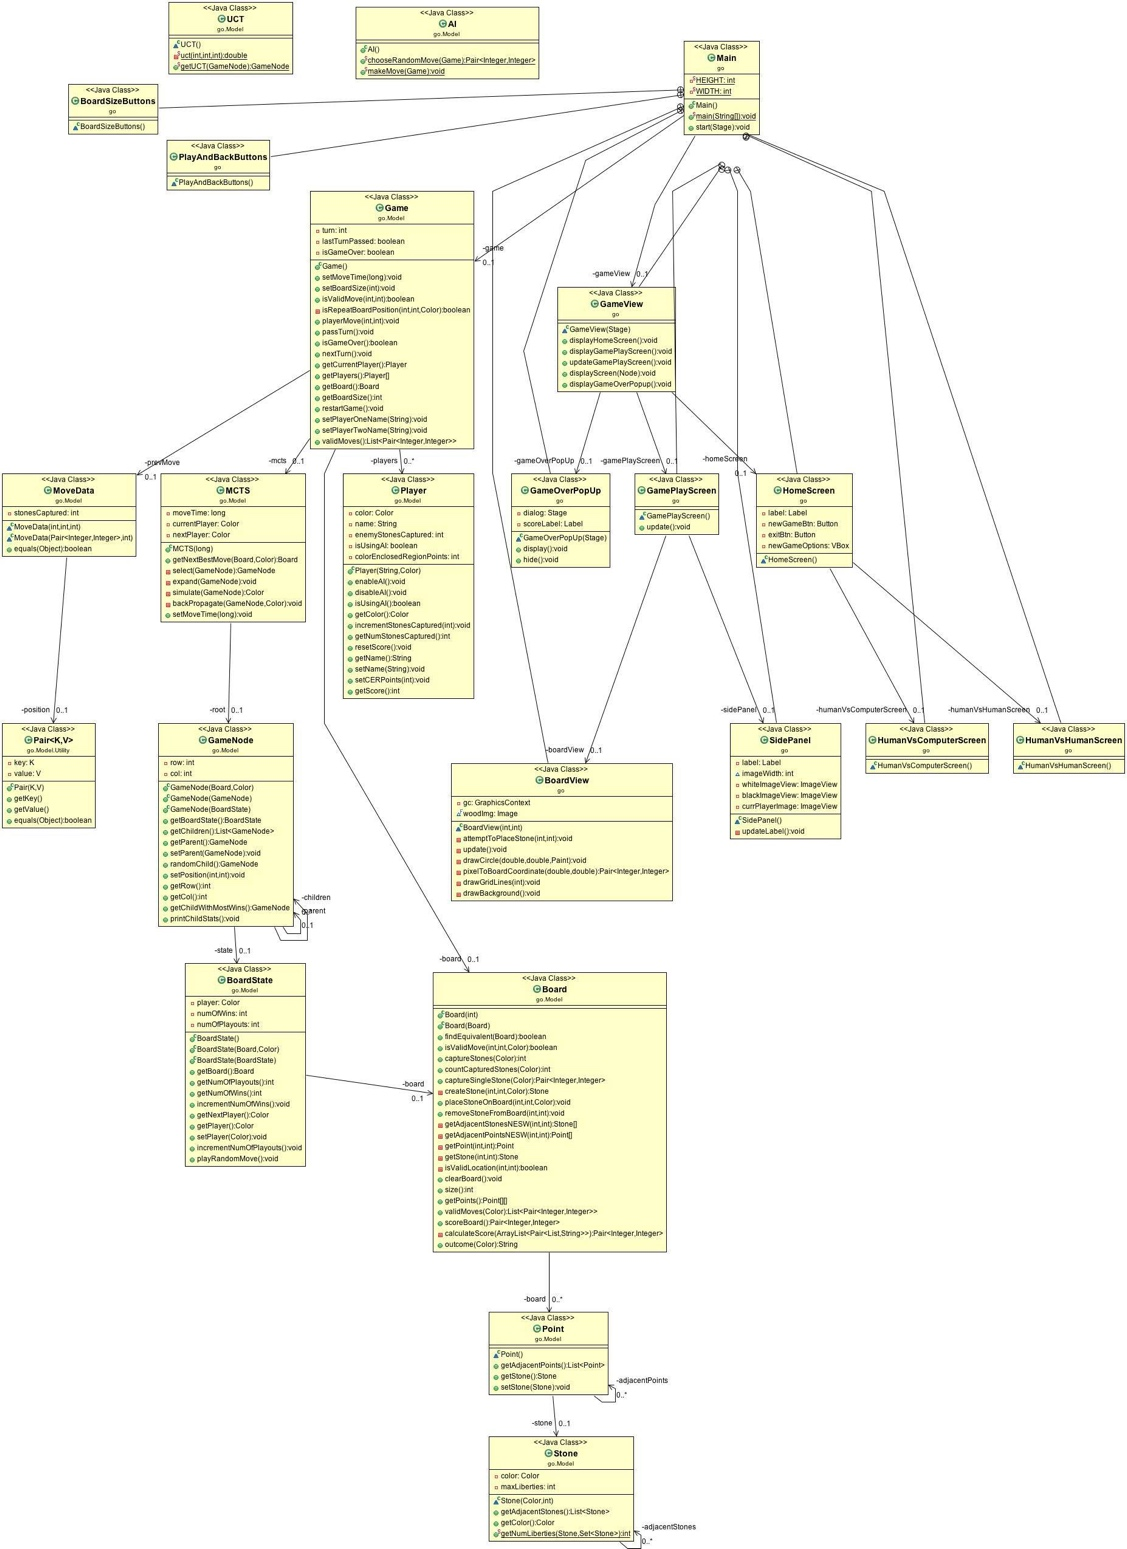 <<Java Class>>
UCT
go.Model
UCT()
uct(int,int,int):double
getUCT(GameNode):GameNode
<<Java Class>>
AI
go.Model
AI()
chooseRandomMove(Game):Pair<Integer,Integer>
makeMove(Game):void
<<Java Class>>
Main
go
HEIGHT: int
WIDTH: int
Main()
main(String[]):void
start(Stage):void
<<Java Class>>
BoardSizeButtons
go
BoardSizeButtons()
<<Java Class>>
PlayAndBackButtons
go
PlayAndBackButtons()
<<Java Class>>
Game
go.Model
turn: int
lastTurnPassed: boolean
isGameOver: boolean
Game()
setMoveTime(long):void
setBoardSize(int):void
isValidMove(int,int):boolean
isRepeatBoardPosition(int,int,Color):boolean
playerMove(int,int):void
passTurn():void
isGameOver():boolean
nextTurn():void
getCurrentPlayer():Player
getPlayers():Player[]
getBoard():Board
getBoardSize():int
restartGame():void
setPlayerOneName(String):void
setPlayerTwoName(String):void
validMoves():List<Pair<Integer,Integer>>
-game
0..1
-gameView
0..1
<<Java Class>>
GameView
go
GameView(Stage)
displayHomeScreen():void
displayGamePlayScreen():void
updateGamePlayScreen():void
displayScreen(Node):void
displayGameOverPopup():void
-prevMove
0..1
-mcts
0..1
-players
0..*
-gameOverPopUp
0..1
-gamePlayScreen
0..1
-homeScreen
0..1
<<Java Class>>
MoveData
go.Model
stonesCaptured: int
MoveData(int,int,int)
MoveData(Pair<Integer,Integer>,int)
equals(Object):boolean
<<Java Class>>
MCTS
go.Model
moveTime: long
currentPlayer: Color
nextPlayer: Color
MCTS(long)
getNextBestMove(Board,Color):Board
select(GameNode):GameNode
expand(GameNode):void
simulate(GameNode):Color
backPropagate(GameNode,Color):void
setMoveTime(long):void
<<Java Class>>
Player
go.Model
color: Color
name: String
enemyStonesCaptured: int
isUsingAI: boolean
colorEnclosedRegionPoints: int
Player(String,Color)
enableAI():void
disableAI():void
isUsingAI():boolean
getColor():Color
incrementStonesCaptured(int):void
getNumStonesCaptured():int
resetScore():void
getName():String
setName(String):void
setCERPoints(int):void
getScore():int
<<Java Class>>
GameOverPopUp
go
dialog: Stage
scoreLabel: Label
GameOverPopUp(Stage)
display():void
hide():void
<<Java Class>>
GamePlayScreen
go
GamePlayScreen()
update():void
<<Java Class>>
HomeScreen
go
label: Label
newGameBtn: Button
exitBtn: Button
newGameOptions: VBox
HomeScreen()
-position
0..1
-root
0..1
-boardView
0..1
-sidePanel
0..1
-humanVsComputerScreen
0..1
-humanVsHumanScreen
0..1
<<Java Class>>
Pair<K,V>
go.Model.Utility
key: K
value: V
Pair(K,V)
getKey()
getValue()
equals(Object):boolean
<<Java Class>>
GameNode
go.Model
row: int
col: int
GameNode(Board,Color)
GameNode(GameNode)
GameNode(BoardState)
getBoardState():BoardState
getChildren():List<GameNode>
getParent():GameNode
setParent(GameNode):void
randomChild():GameNode
setPosition(int,int):void
getRow():int
getCol():int
getChildWithMostWins():GameNode
printChildStats():void
-children
0..1
<<Java Class>>
BoardView
go
gc: GraphicsContext
woodImg: Image
BoardView(int,int)
attemptToPlaceStone(int,int):void
update():void
drawCircle(double,double,Paint):void
pixelToBoardCoordinate(double,double):Pair<Integer,Integer>
drawGridLines(int):void
drawBackground():void
<<Java Class>>
SidePanel
go
label: Label
imageWidth: int
whiteImageView: ImageView
blackImageView: ImageView
currPlayerImage: ImageView
SidePanel()
updateLabel():void
<<Java Class>>
HumanVsComputerScreen
go
HumanVsComputerScreen()
<<Java Class>>
HumanVsHumanScreen
go
HumanVsHumanScreen()
-state
0..1
-board
0..1
<<Java Class>>
BoardState
go.Model
player: Color
numOfWins: int
numOfPlayouts: int
BoardState()
BoardState(Board,Color)
BoardState(BoardState)
getBoard():Board
getNumOfPlayouts():int
getNumOfWins():int
incrementNumOfWins():void
getNextPlayer():Color
getPlayer():Color
setPlayer(Color):void
incrementNumOfPlayouts():void
playRandomMove():void
-board
0..1
<<Java Class>>
Board
go.Model
Board(int)
Board(Board)
findEquivalent(Board):boolean
isValidMove(int,int,Color):boolean
captureStones(Color):int
countCapturedStones(Color):int
captureSingleStone(Color):Pair<Integer,Integer>
createStone(int,int,Color):Stone
placeStoneOnBoard(int,int,Color):void
removeStoneFromBoard(int,int):void
getAdjacentStonesNESW(int,int):Stone[]
getAdjacentPointsNESW(int,int):Point[]
getPoint(int,int):Point
getStone(int,int):Stone
isValidLocation(int,int):boolean
clearBoard():void
size():int
getPoints():Point[][]
validMoves(Color):List<Pair<Integer,Integer>>
scoreBoard():Pair<Integer,Integer>
calculateScore(ArrayList<Pair<List,String>>):Pair<Integer,Integer>
outcome(Color):String
-board
0..*
<<Java Class>>
Point
go.Model
Point()
getAdjacentPoints():List<Point>
getStone():Stone
setStone(Stone):void
-adjacentPoints
0..*
-stone
0..1
<<Java Class>>
Stone
go.Model
color: Color
maxLiberties: int
Stone(Color,int)
getAdjacentStones():List<Stone>
getColor():Color
getNumLiberties(Stone,Set<Stone>):int
-adjacentStones
0..*